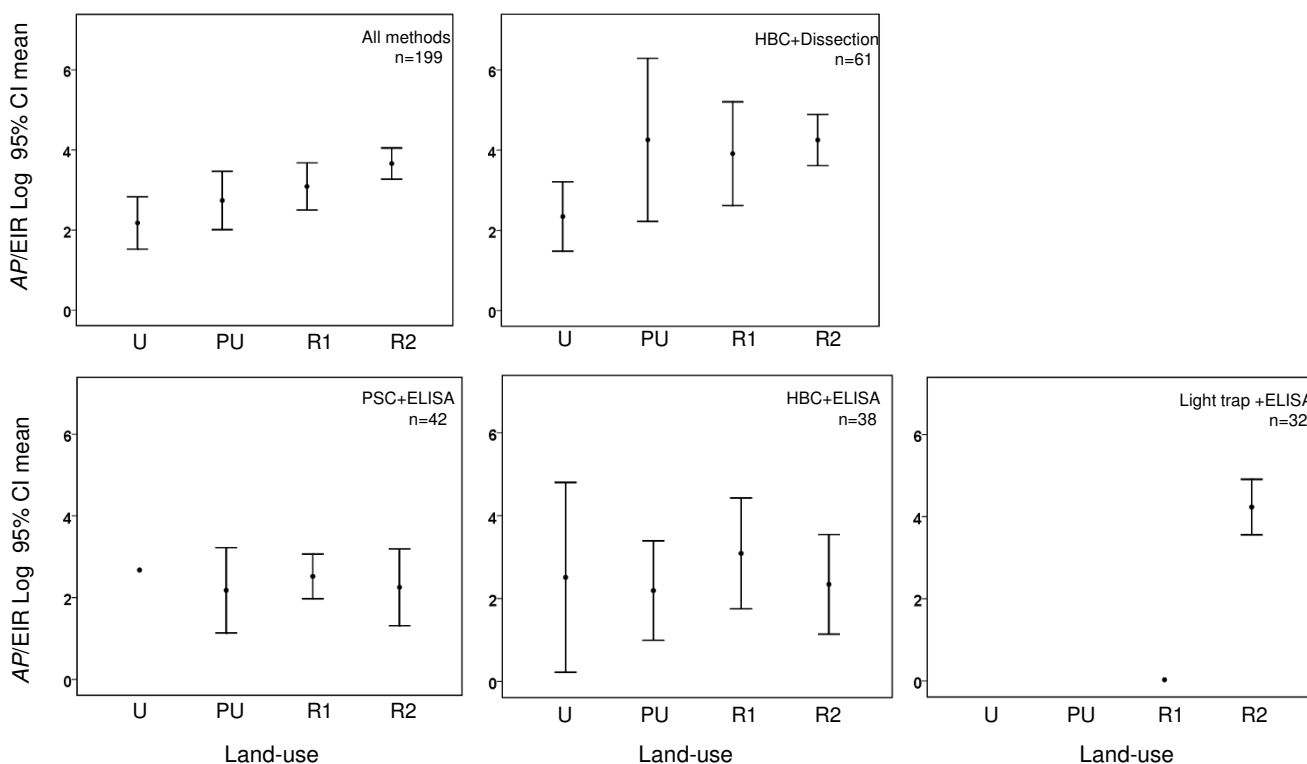 All methods
n=199
AP/EIR Log 95% CI mean
6
4
2
0
U PU R1 R2
HBC+Dissection
n=61
6
4
2
0
U PU R1 R2
PSC+ELISA
n=42
AP/EIR Log 95% CI mean
6
4
2
0
U PU R1 R2
Land-use
HBC+ELISA
n=38
6
4
2
0
U PU R1 R2
Land-use
Light trap +ELISA
n=32
6
4
2
0
U PU R1 R2
Land-use